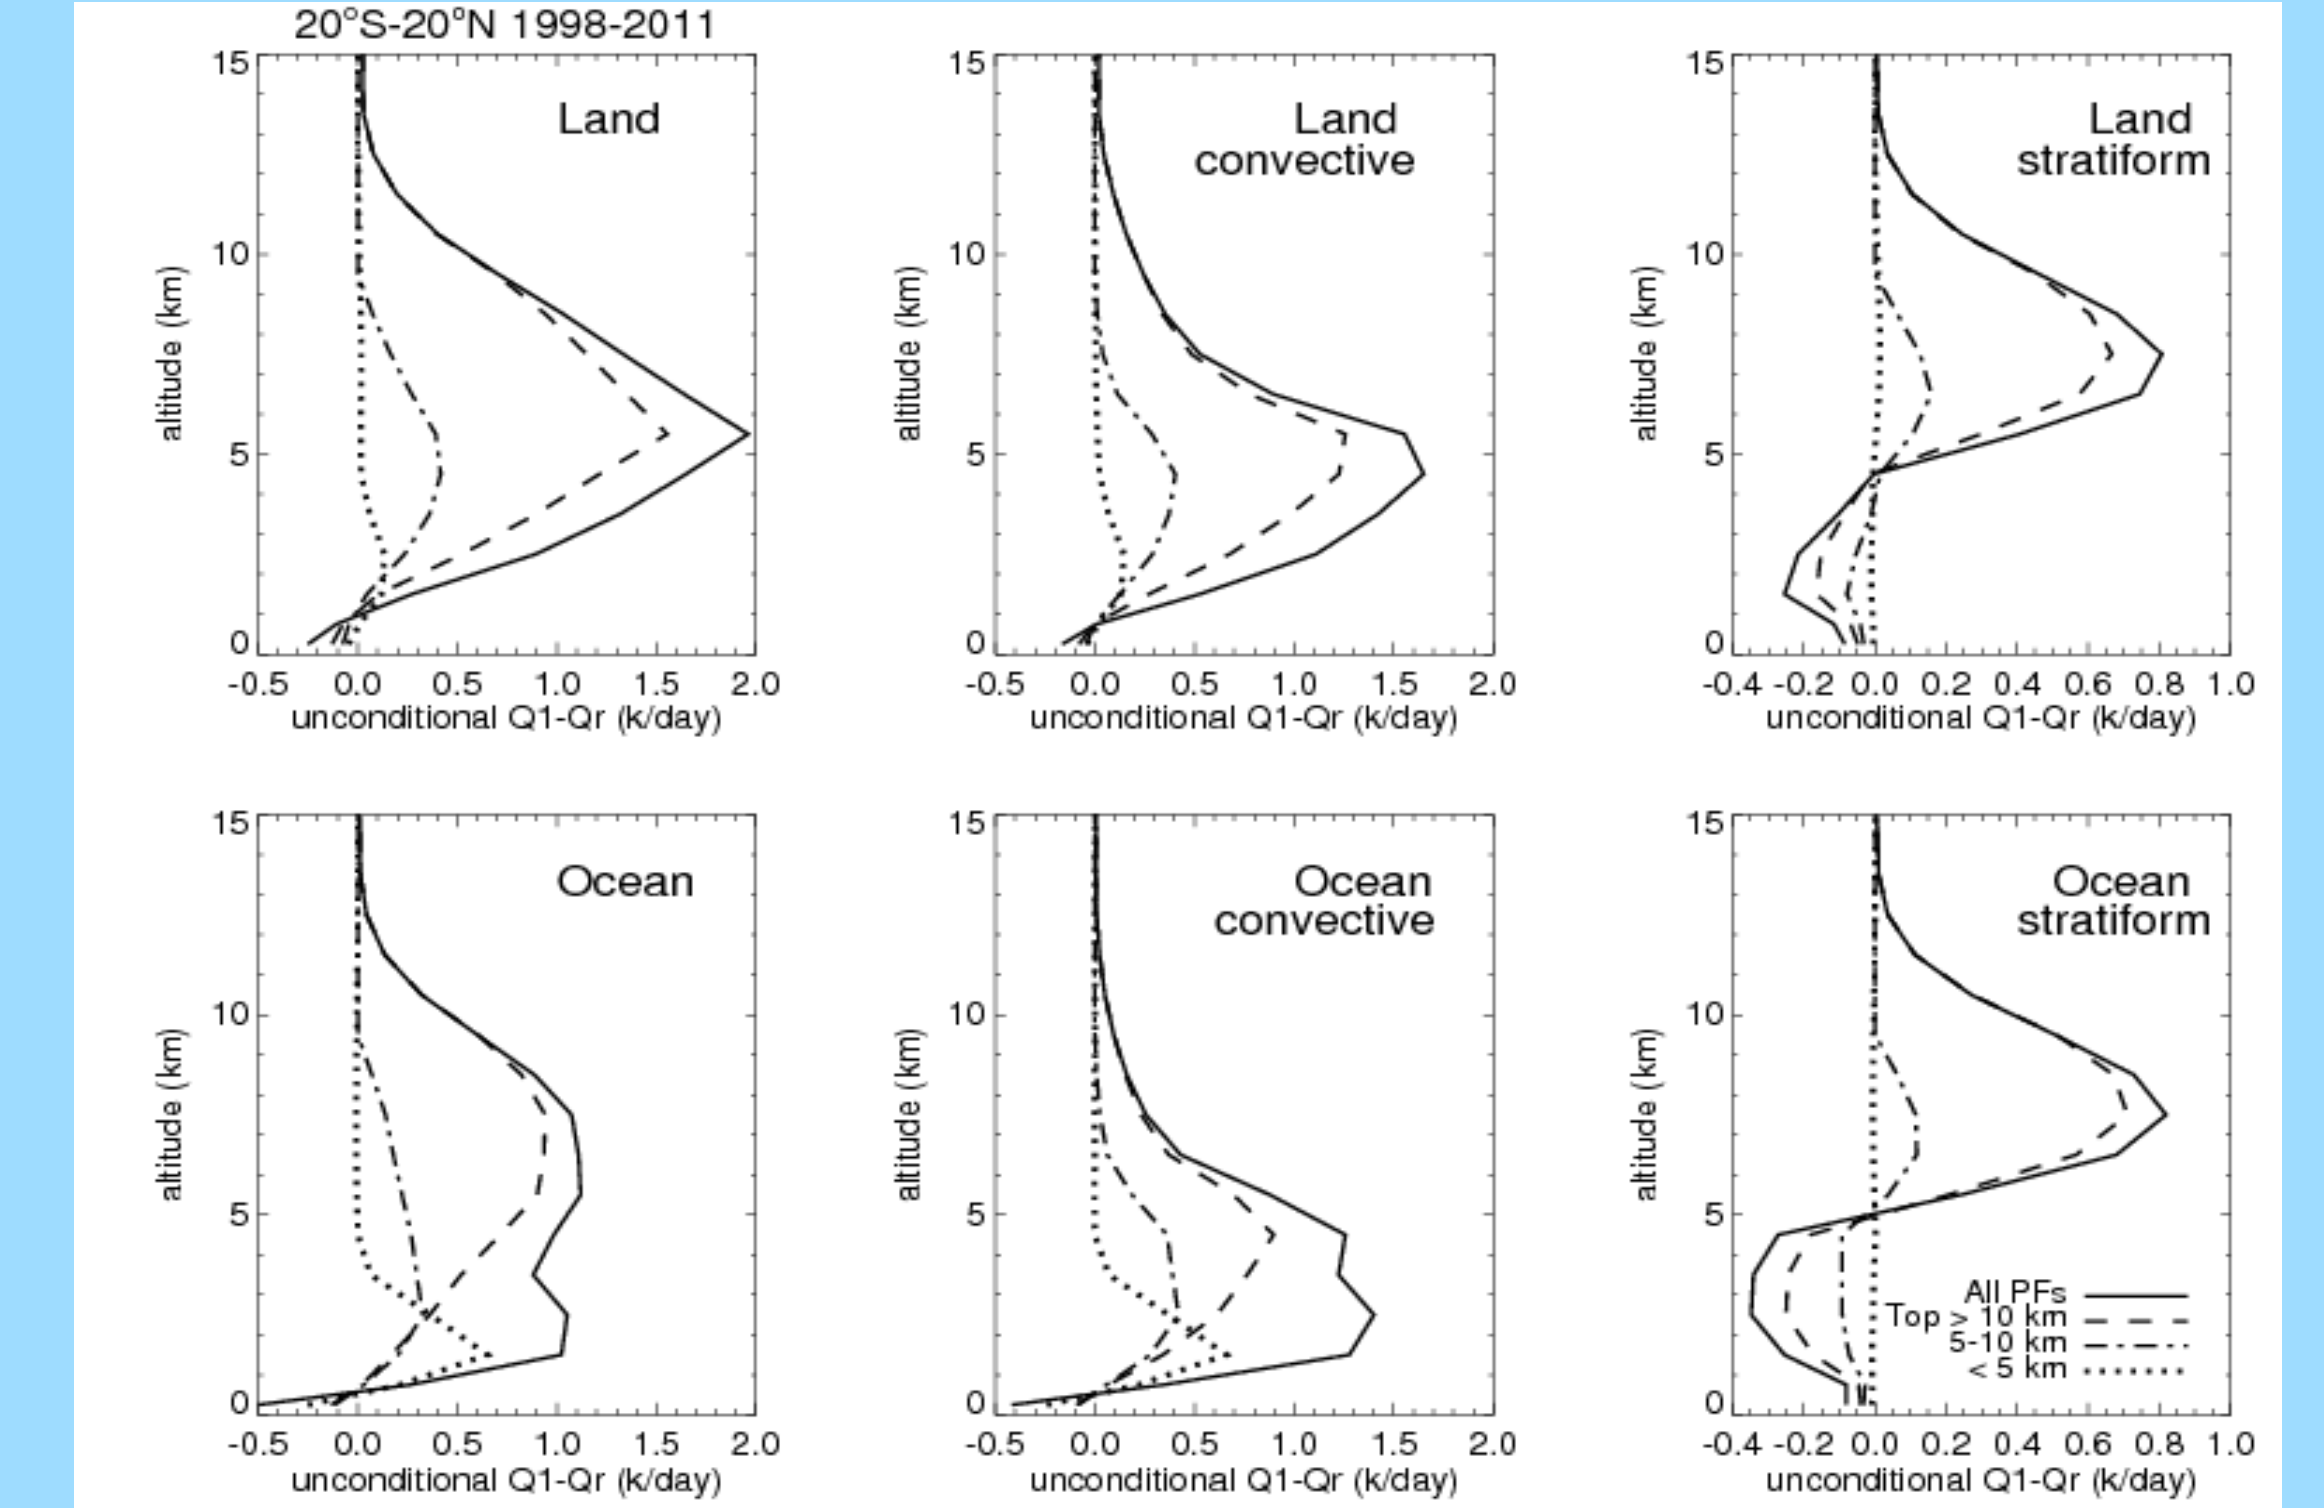 20°S-20°N 1998-2011
15
10
5
0
altitude (km)
Land
-0.5 0.0 0.5 1.0 1.5 2.0
unconditional Q1-Qr (k/day)
15
10
5
0
altitude (km)
Land
convective
-0.5 0.0 0.5 1.0 1.5 2.0
unconditional Q1-Qr (k/day)
15
10
5
0
altitude (km)
Land
stratiform
-0.4 -0.2 0.0 0.2 0.4 0.6 0.8 1.0
unconditional Q1-Qr (k/day)
15
10
5
0
altitude (km)
Ocean
-0.5 0.0 0.5 1.0 1.5 2.0
unconditional Q1-Qr (k/day)
15
10
5
0
altitude (km)
Ocean
convective
-0.5 0.0 0.5 1.0 1.5 2.0
unconditional Q1-Qr (k/day)
15
10
5
0
altitude (km)
Ocean
stratiform
All PFs
Top > 10 km
5-10 km
< 5 km
-0.4 -0.2 0.0 0.2 0.4 0.6 0.8 1.0
unconditional Q1-Qr (k/day)